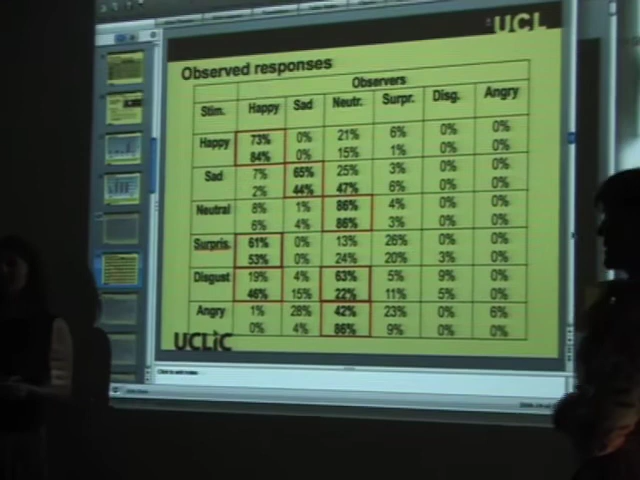 UCL
Observed responses
Observers
Stim. Happy Sad Neutr. Surpr. Disg. Angry
Happy 73% 0% 21% 6% 0% 0%
84% 0% 15% 1% 0% 0%
Sad 7% 65% 25% 3% 0% 0%
2% 44% 47% 6% 0% 0%
Neutral 8% 1% 86% 4% 0% 0%
6% 4% 86% 3% 0% 0%
Surpris. 61% 0% 13% 26% 0% 0%
53% 0% 24% 20% 3% 0%
Disgust 19% 4% 63% 5% 9% 0%
46% 15% 22% 11% 5% 0%
Angry 1% 28% 42% 23% 0% 6%
0% 4% 86% 9% 0% 0%
UCLIC
Click to add notes